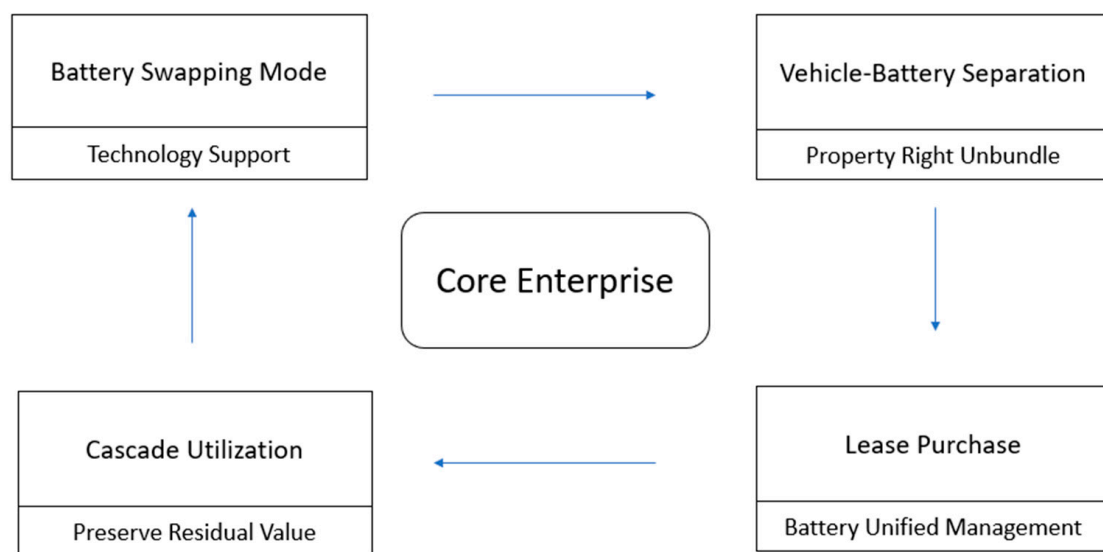 Battery Swapping Mode
Technology Support
Vehicle-Battery Separation
Property Right Unbundle
Core Enterprise
Cascade Utilization
Preserve Residual Value
Lease Purchase
Battery Unified Management